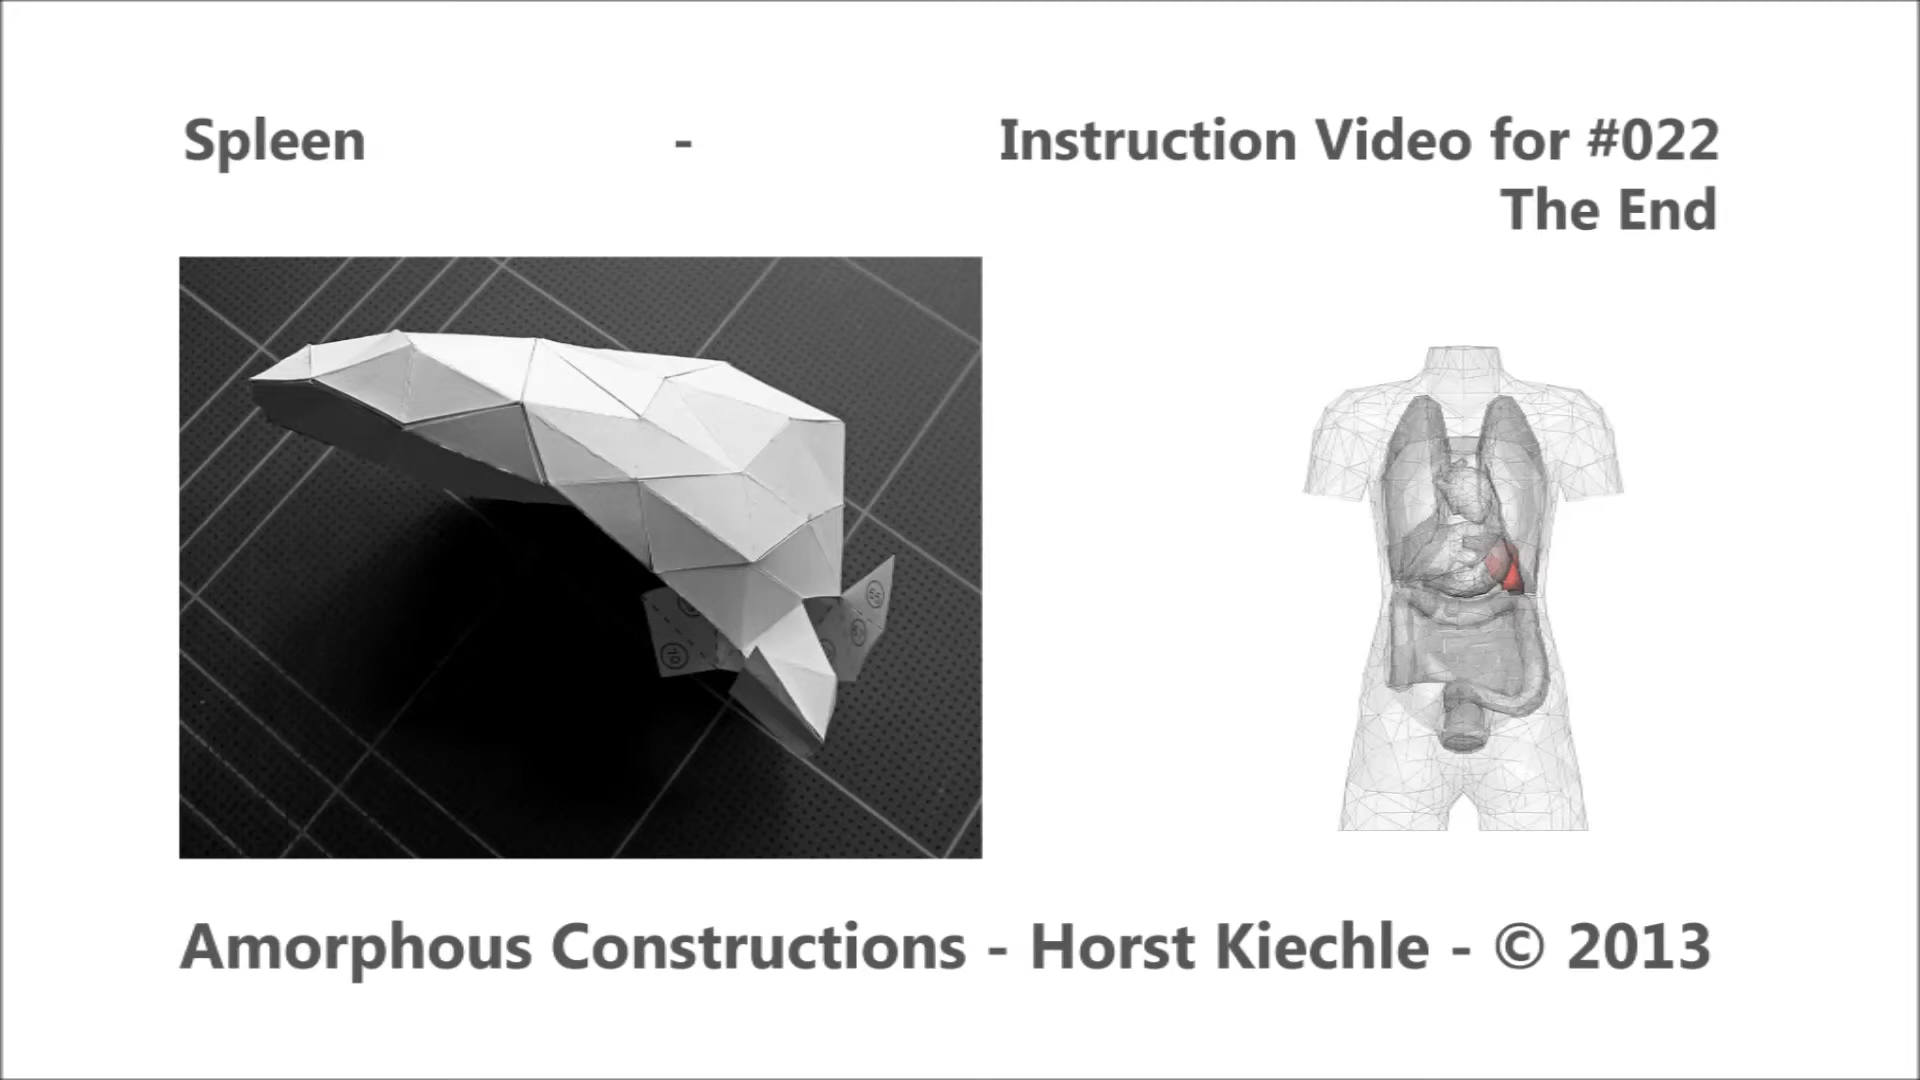 Spleen - Instruction Video for #022
The End
Amorphous Constructions - Horst Kiechle - © 2013